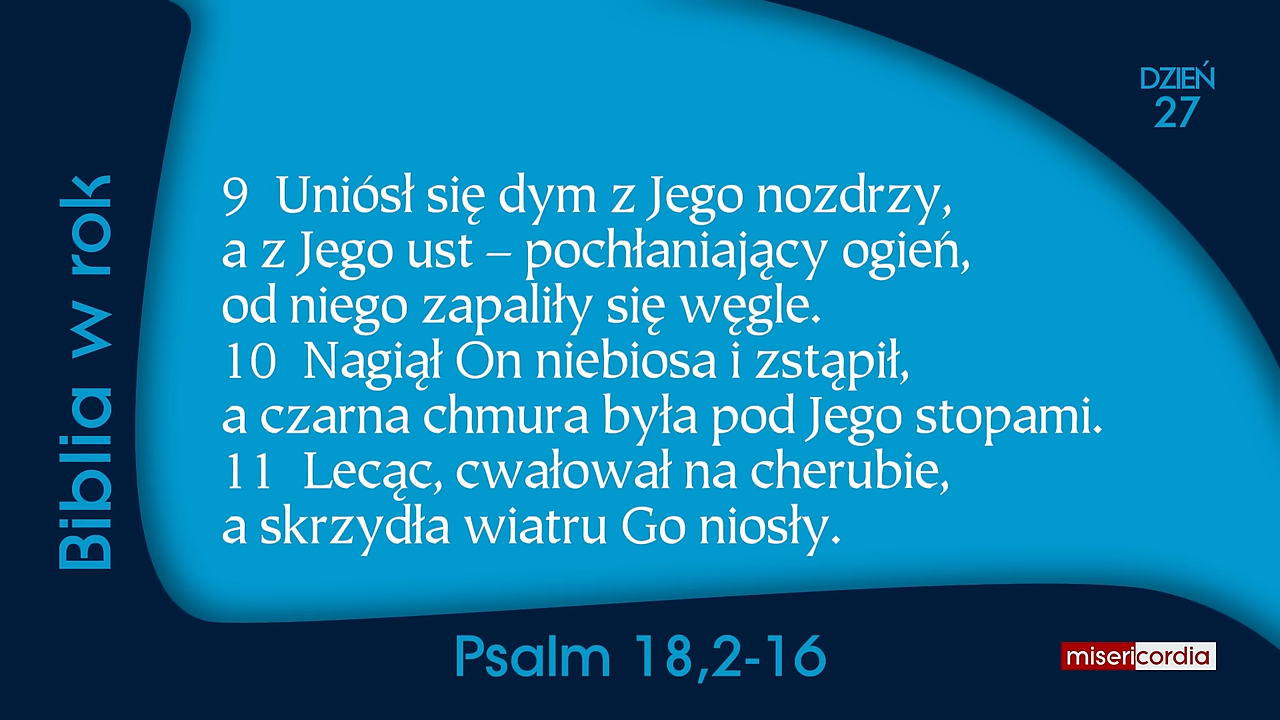 DZIEŃ
27
Biblia w rok
9 Uniósł się dym z Jego nozdrzy,
a z Jego ust – pochłaniający ogień,
od niego zapaliły się węgle.
10 Nagiął On niebiosa i zstąpił,
a czarna chmura była pod Jego stopami.
11 Lecąc, cwałował na cherubie,
a skrzydła wiatru Go niosły.
Psalm 18,2-16
misericordia